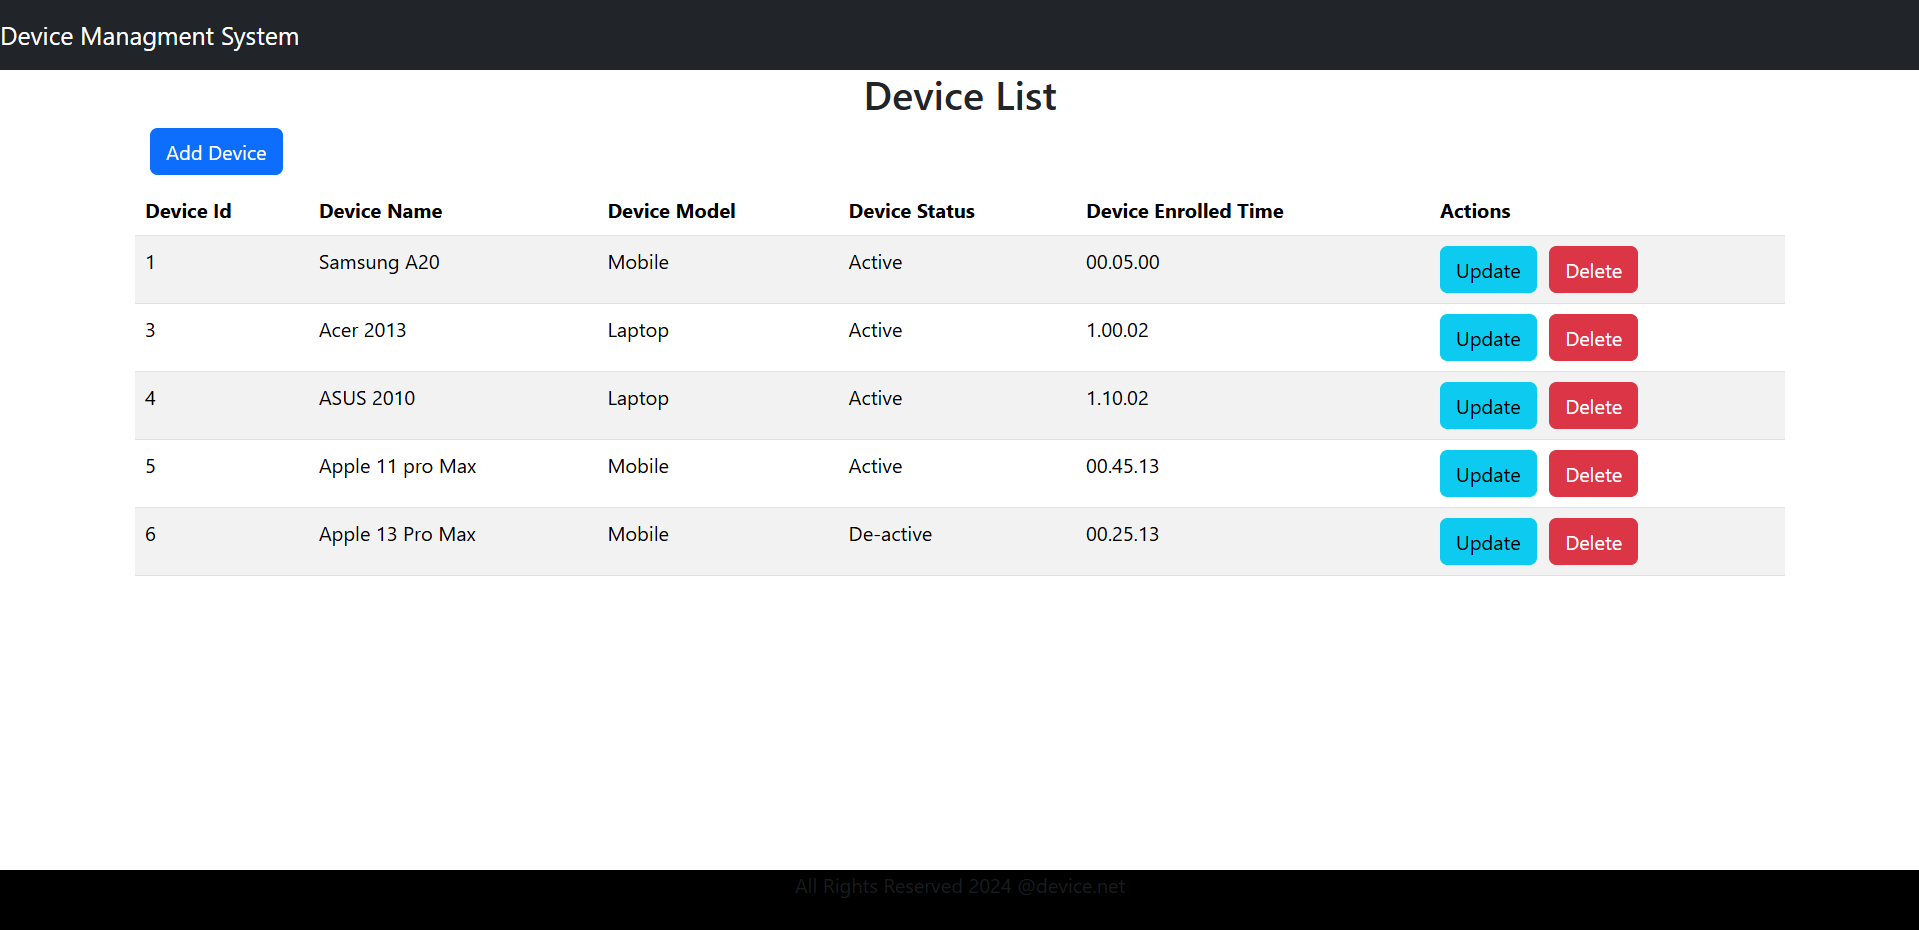 Device Managment System
Device List
Add Device
Device Id Device Name Device Model Device Status Device Enrolled Time Actions
1 Samsung A20 Mobile Active 00.05.00 Update Delete
3 Acer 2013 Laptop Active 1.00.02 Update Delete
4 ASUS 2010 Laptop Active 1.10.02 Update Delete
5 Apple 11 pro Max Mobile Active 00.45.13 Update Delete
6 Apple 13 Pro Max Mobile De-active 00.25.13 Update Delete
All Rights Reserved 2024 @device.net